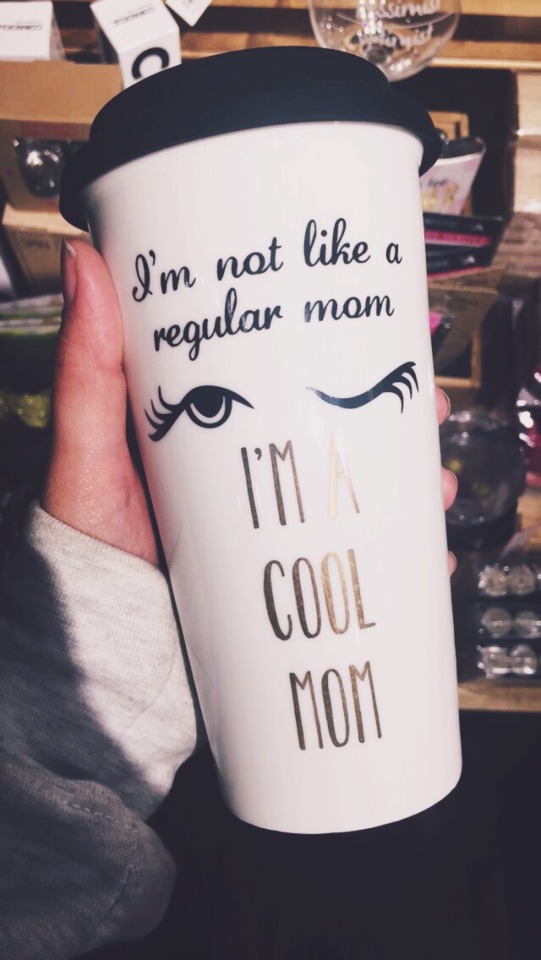 I'm not like a
regular mom
I'M A
COOL
MOM